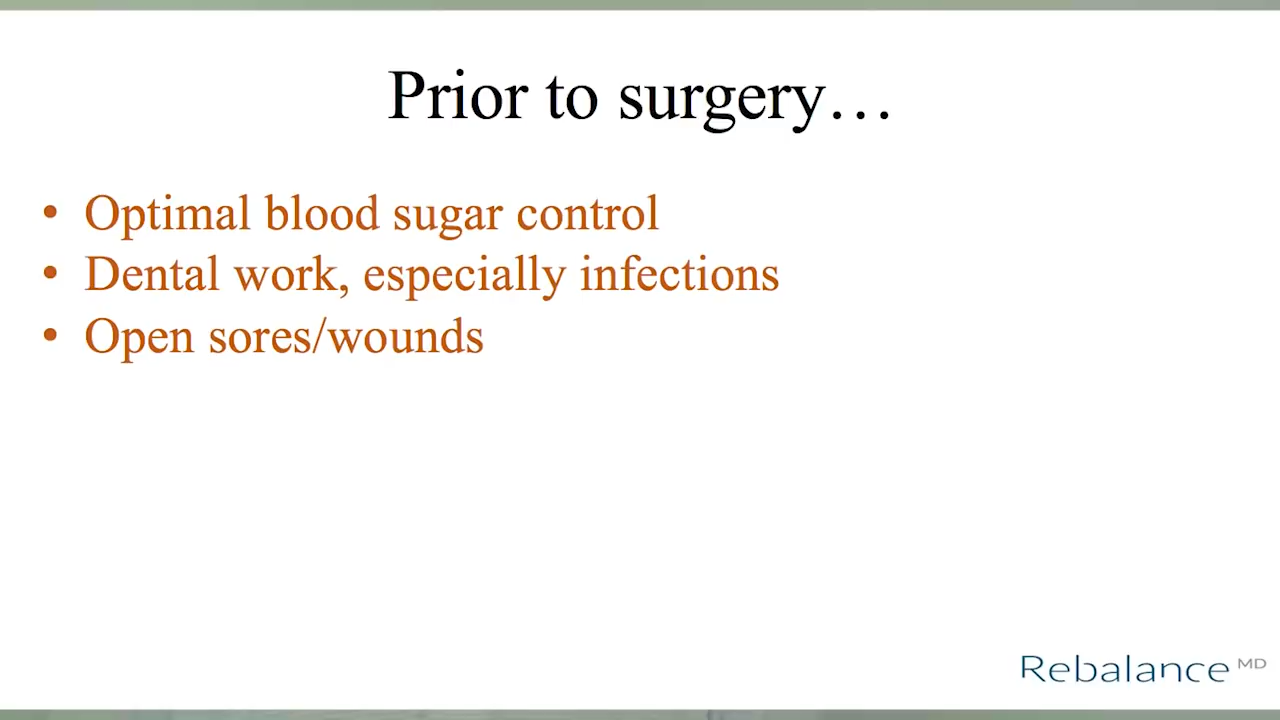 Prior to surgery…
• Optimal blood sugar control
• Dental work, especially infections
• Open sores/wounds
Rebalance MD